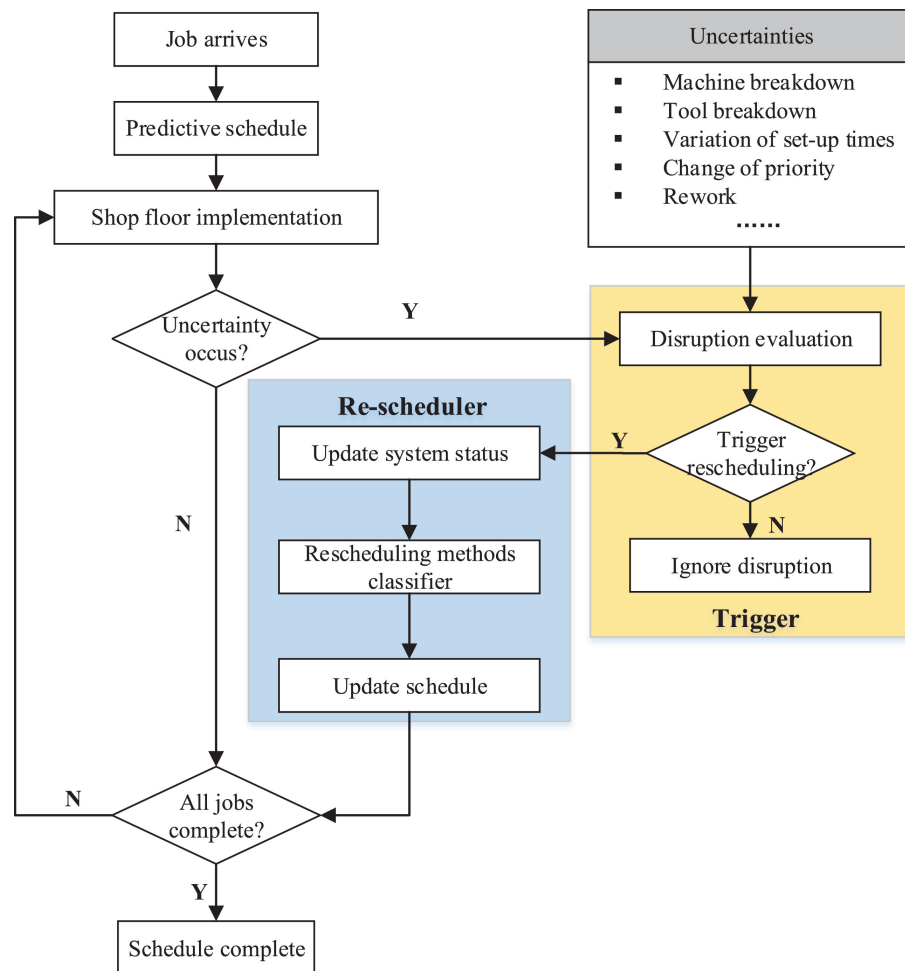 Job arrives
Predictive schedule
Shop floor implementation
Uncertainty
occus?
Y
N
Uncertainties
▪ Machine breakdown
▪ Tool breakdown
▪ Variation of set-up times
▪ Change of priority
▪ Rework
......
Disruption evaluation
Trigger
rescheduling?
Y
N
Ignore disruption
Trigger
Re-scheduler
Update system status
Rescheduling methods
classifier
Update schedule
All jobs
complete?
N
Y
Schedule complete